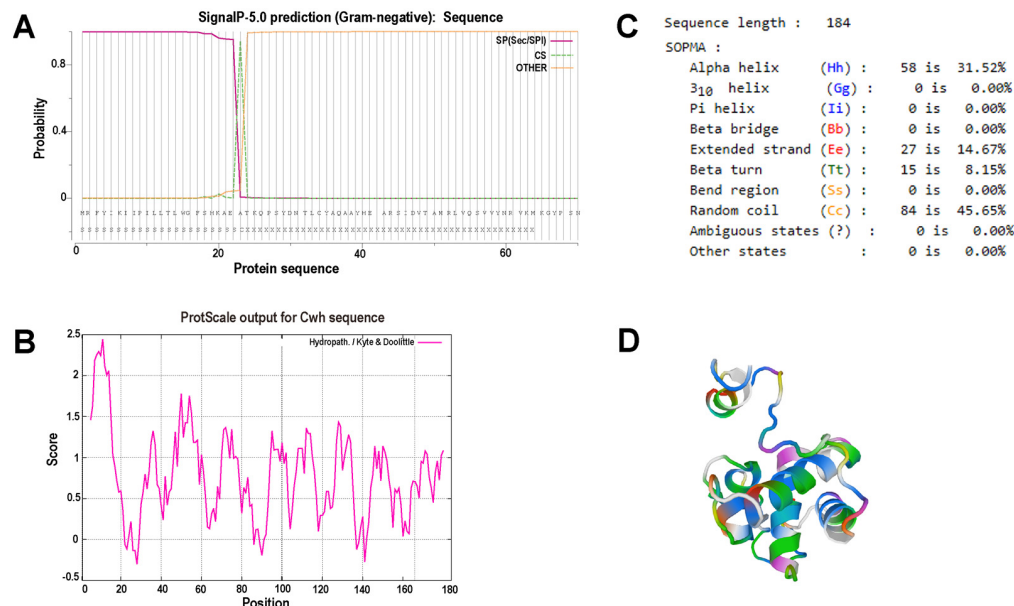 A
SignalP-5.0 prediction (Gram-negative): Sequence
SP(Sec/SPI)
CS
OTHER
Probability
0.8
0.4
0
M R F Y I K I I P I L L T L W G F S H K A E A T K Q P S Y D N T L C Y A Q A A Y M E A R S I D V T A M R L Y Q S V V Y N R V K M K G Y P S N
0 20 40 60
Protein sequence
B
ProtScale output for Cwh sequence
Hydropath. / Kyte & Doolittle
Score
2.5
2
1.5
1
0.5
0
-0.5
0 20 40 60 80 100 120 140 160 180
Position
C
Sequence length : 184
SOPMA :
Alpha helix (Hh) : 58 is 31.52%
3₁₀ helix (Gg) : 0 is 0.00%
Pi helix (Ii) : 0 is 0.00%
Beta bridge (Bb) : 0 is 0.00%
Extended strand (Ee) : 27 is 14.67%
Beta turn (Tt) : 15 is 8.15%
Bend region (Ss) : 0 is 0.00%
Random coil (Cc) : 84 is 45.65%
Ambiguous states (?) : 0 is 0.00%
Other states : 0 is 0.00%
D